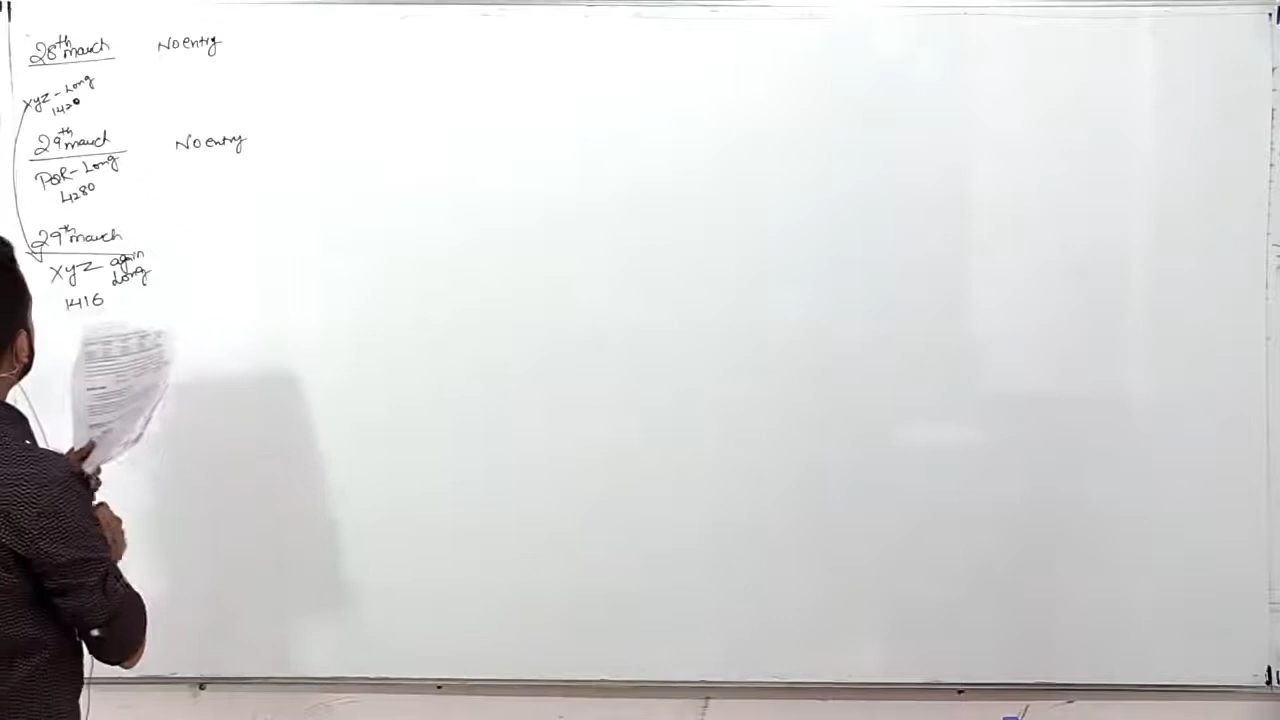 28th march No entry
XYZ - Long
1420
29th march No entry
PQR - Long
4280
29th march
XYZ again
Long
1416